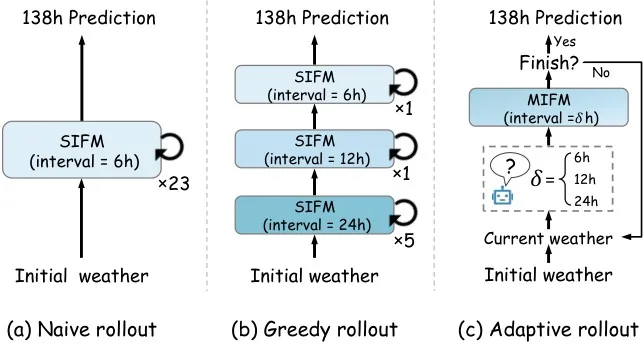 138h Prediction
SIFM
(interval = 6h)
×23
Initial weather
(a) Naive rollout
138h Prediction
SIFM
(interval = 6h)
×1
SIFM
(interval = 12h)
×1
SIFM
(interval = 24h)
×5
Initial weather
(b) Greedy rollout
138h Prediction
Yes
Finish?
No
MIFM
(interval =δh)
?
δ=
6h
12h
24h
Current weather
Initial weather
(c) Adaptive rollout